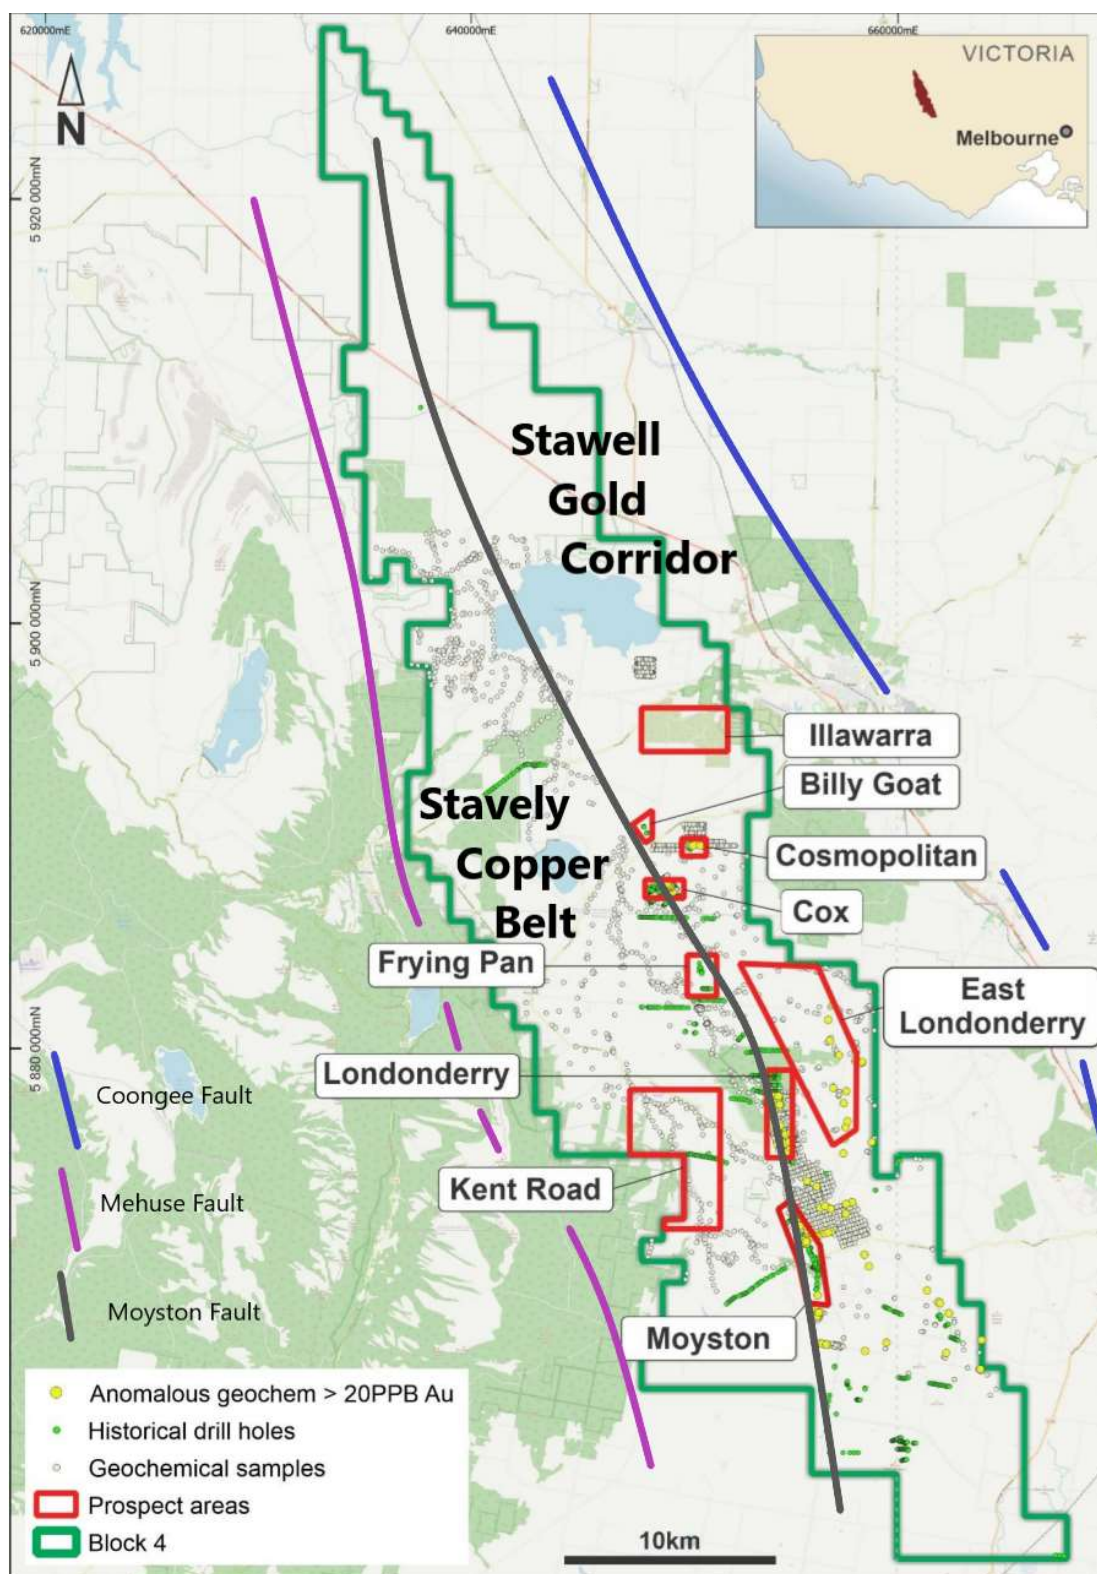 620000mE
640000mE
660000mE
VICTORIA
Melbourne
N
5 920 000mN
Stawell
Gold
Corridor
5 900 000mN
Illawarra
Billy Goat
Stavely
Copper
Belt
Cosmopolitan
Cox
Frying Pan
East
Londonderry
5 880 000mN
Londonderry
Coongee Fault
Kent Road
Mehuse Fault
Moyston Fault
Moyston
Anomalous geochem > 20PPB Au
Historical drill holes
Geochemical samples
Prospect areas
Block 4
10km